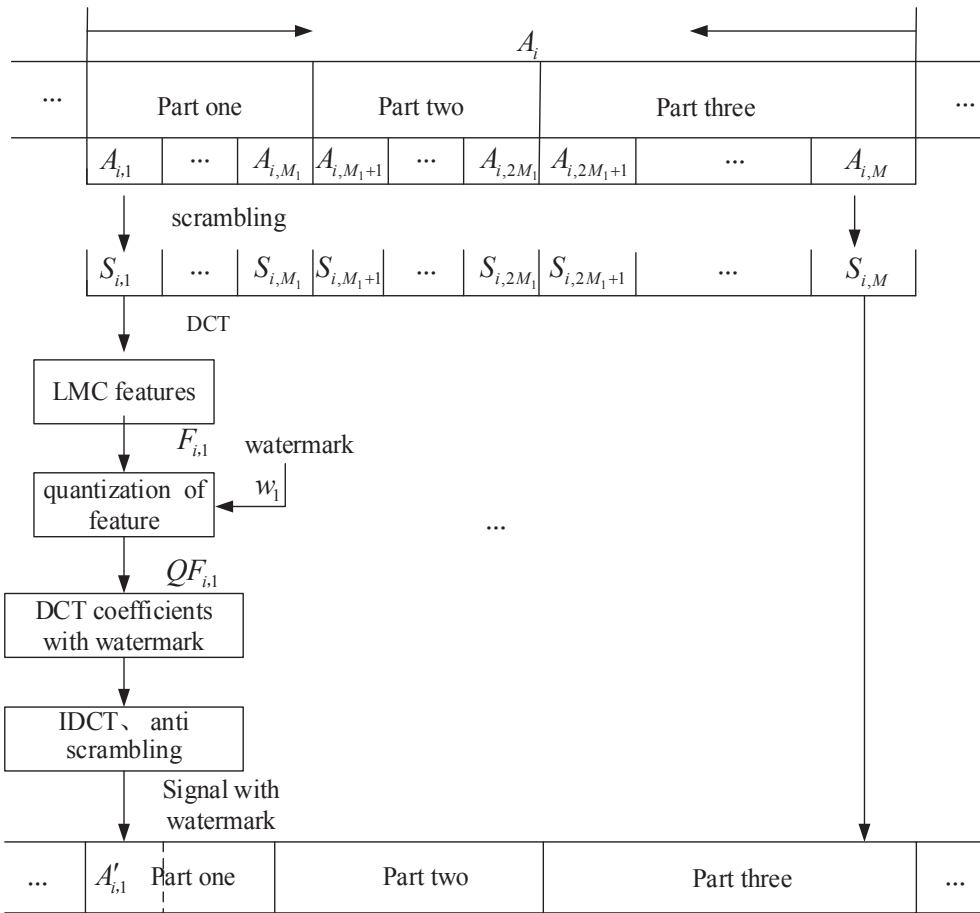 A_i
... Part one Part two Part three ...
A_{i,1} ... A_{i,M_1} A_{i,M_1+1} ... A_{i,2M_1} A_{i,2M_1+1} ... A_{i,M}
scrambling
S_{i,1} ... S_{i,M_1} S_{i,M_1+1} ... S_{i,2M_1} S_{i,2M_1+1} ... S_{i,M}
DCT
LMC features
F_{i,1} watermark
w_1
quantization of
feature
...
QF_{i,1}
DCT coefficients
with watermark
IDCT、 anti
scrambling
Signal with
watermark
... A'_{i,1} Part one Part two Part three ...